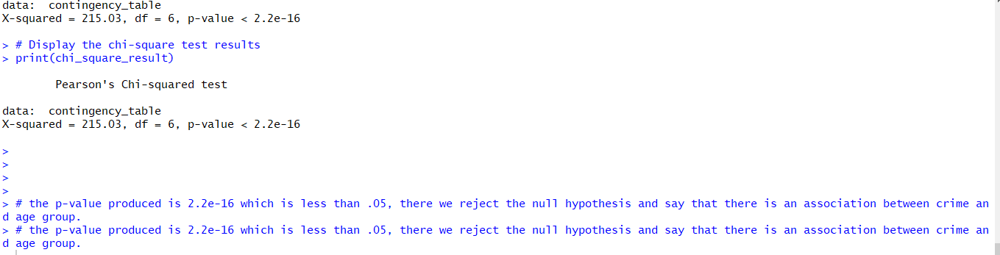 data:  contingency_table
X-squared = 215.03, df = 6, p-value < 2.2e-16
> # Display the chi-square test results
> print(chi_square_result)
        Pearson's Chi-squared test
data:  contingency_table
X-squared = 215.03, df = 6, p-value < 2.2e-16
>
>
>
>
> # the p-value produced is 2.2e-16 which is less than .05, there we reject the null hypothesis and say that there is an association between crime an
d age group.
> # the p-value produced is 2.2e-16 which is less than .05, there we reject the null hypothesis and say that there is an association between crime an
d age group.